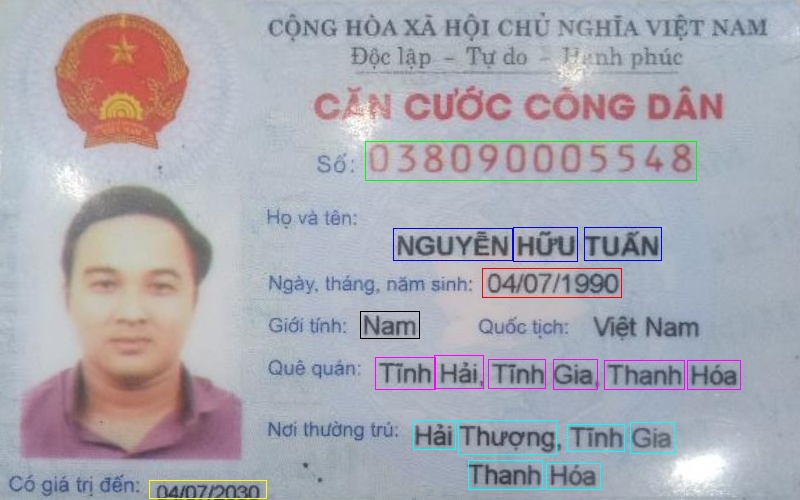 CỘNG HÒA XÃ HỘI CHỦ NGHĨA VIỆT NAM
Độc lập - Tự do - Hạnh phúc
CĂN CƯỚC CÔNG DÂN
Số: 038090005548
Họ và tên:
NGUYỄN HỮU TUẤN
Ngày, tháng, năm sinh: 04/07/1990
Giới tính: Nam Quốc tịch: Việt Nam
Quê quán: Tĩnh Hải, Tĩnh Gia, Thanh Hóa
Nơi thường trú: Hải Thượng, Tĩnh Gia
Thanh Hóa
Có giá trị đến: 04/07/2030